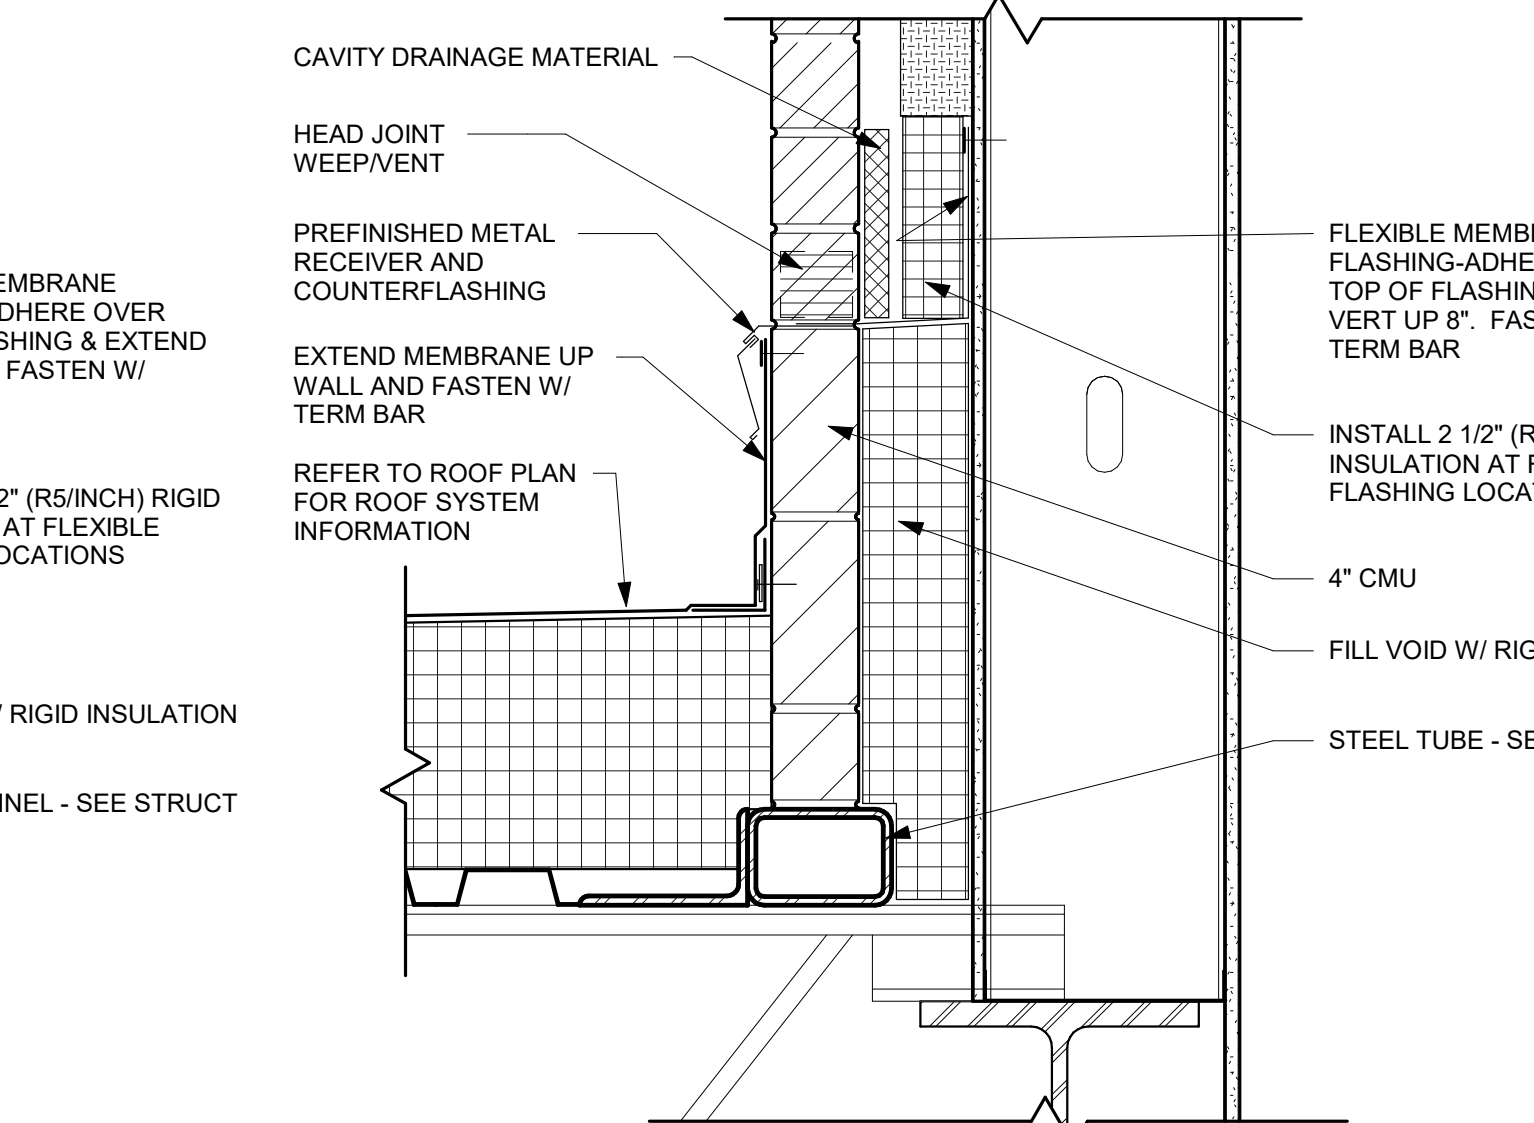 CAVITY DRAINAGE MATERIAL
HEAD JOINT
WEEP/VENT
PREFINISHED METAL
RECEIVER AND
COUNTERFLASHING
EXTEND MEMBRANE UP
WALL AND FASTEN W/
TERM BAR
REFER TO ROOF PLAN
FOR ROOF SYSTEM
INFORMATION
EMBRANE
DHERE OVER
SHING & EXTEND
FASTEN W/
2" (R5/INCH) RIGID
AT FLEXIBLE
OCATIONS
/ RIGID INSULATION
NNEL - SEE STRUCT
FLEXIBLE MEMB
FLASHING-ADHE
TOP OF FLASHIN
VERT UP 8". FAS
TERM BAR
INSTALL 2 1/2" (R
INSULATION AT F
FLASHING LOCA
4" CMU
FILL VOID W/ RIG
STEEL TUBE - SE